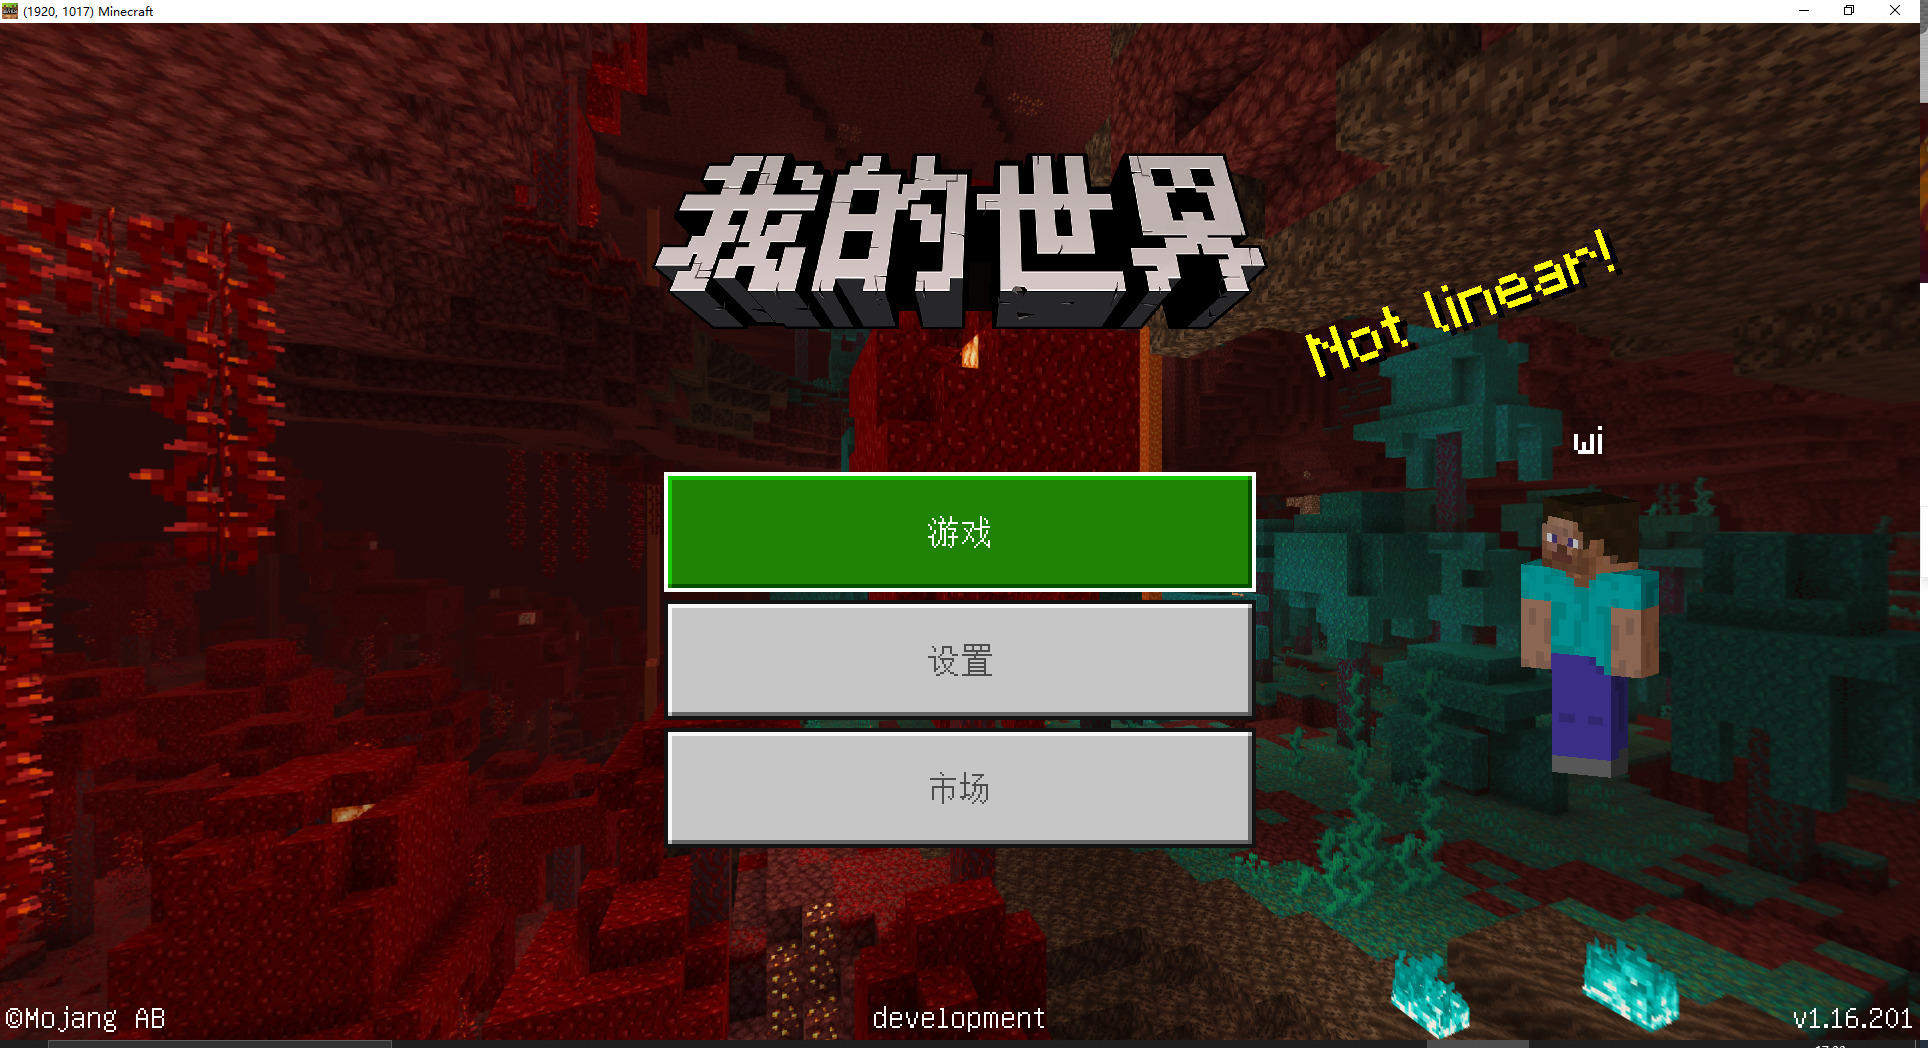 (1920, 1017) Minecraft
我的世界
Not linear!
wi
游戏
设置
市场
©Mojang AB
development
v1.16.201